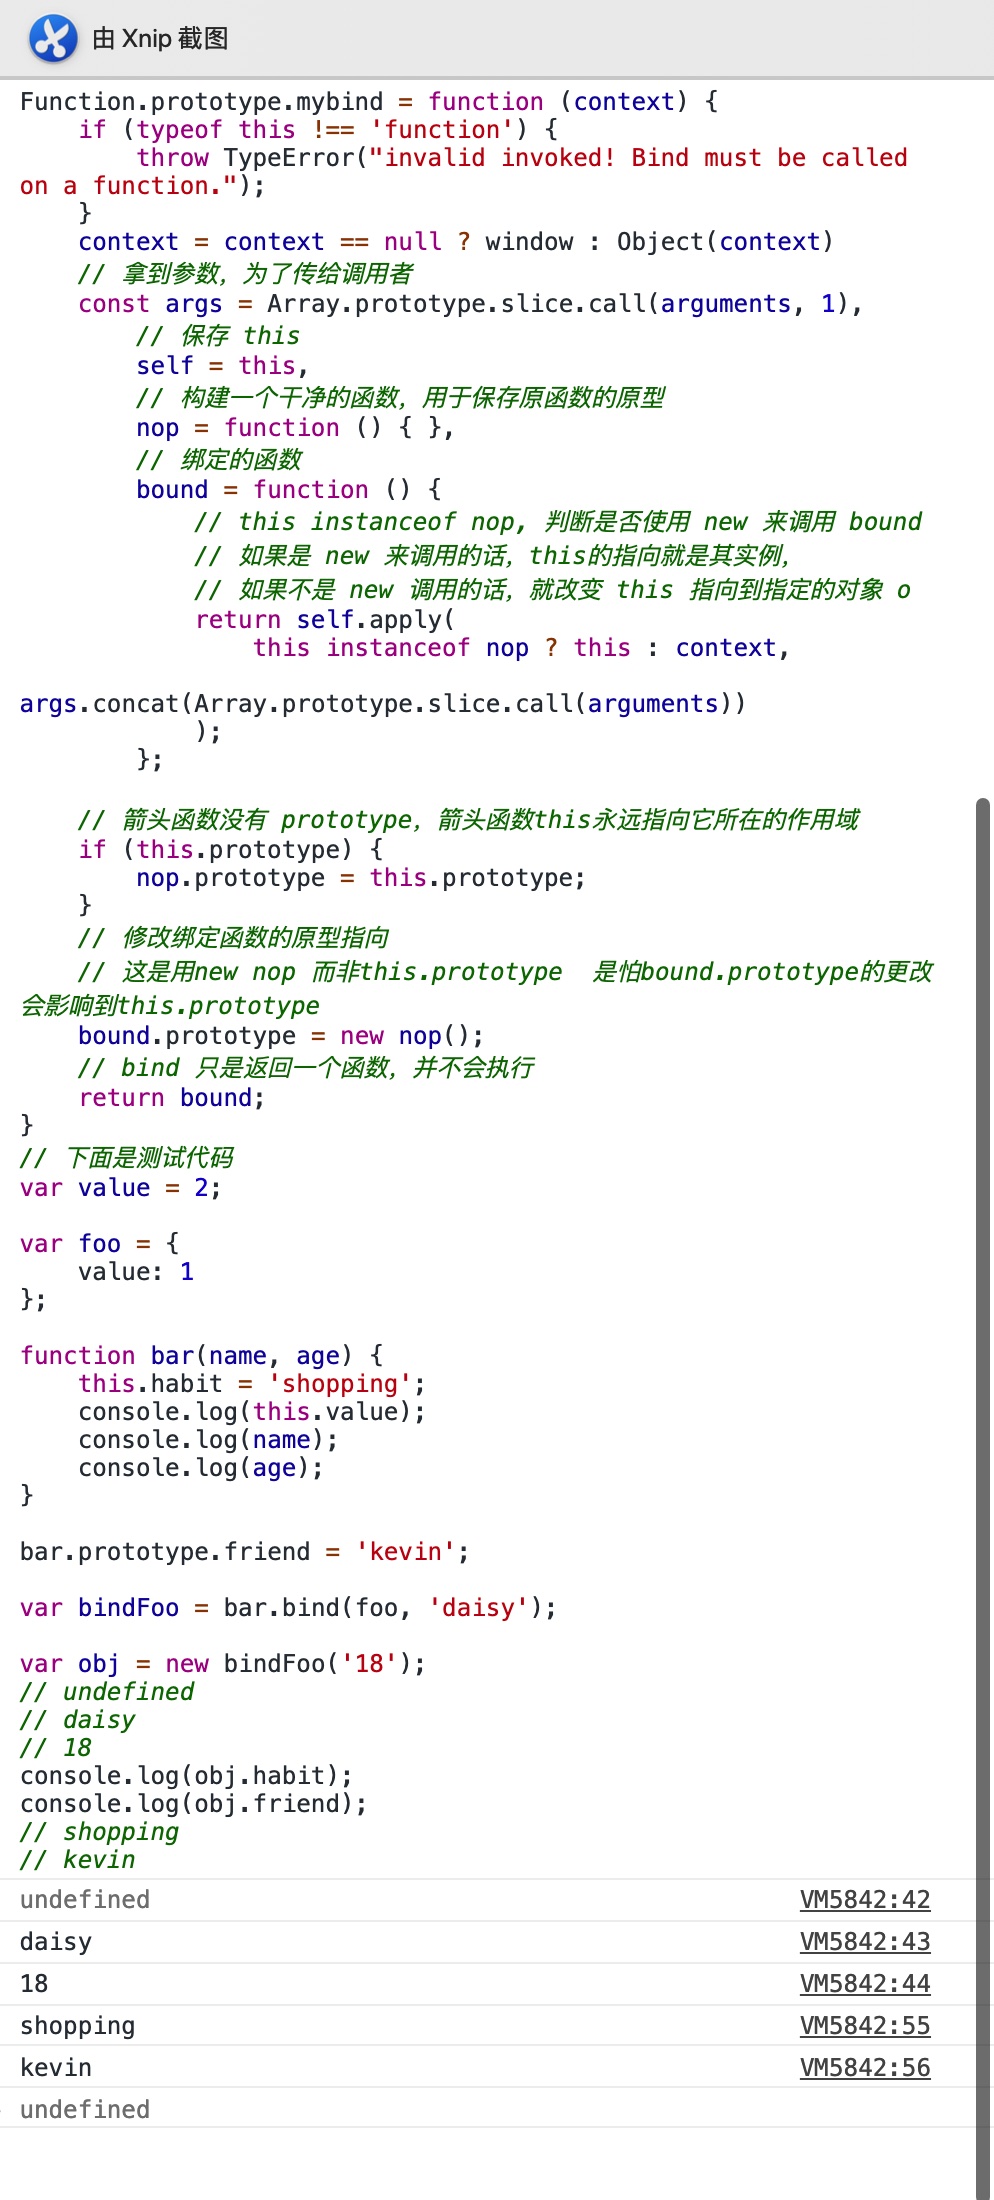 由 Xnip 截图
Function.prototype.mybind = function (context) {
    if (typeof this !== 'function') {
        throw TypeError("invalid invoked! Bind must be called
on a function.");
    }
    context = context == null ? window : Object(context)
    // 拿到参数，为了传给调用者
    const args = Array.prototype.slice.call(arguments, 1),
        // 保存 this
        self = this,
        // 构建一个干净的函数，用于保存原函数的原型
        nop = function () { },
        // 绑定的函数
        bound = function () {
            // this instanceof nop, 判断是否使用 new 来调用 bound
            // 如果是 new 来调用的话，this的指向就是其实例，
            // 如果不是 new 调用的话，就改变 this 指向到指定的对象 o
            return self.apply(
                this instanceof nop ? this : context,

args.concat(Array.prototype.slice.call(arguments))
            );
        };

    // 箭头函数没有 prototype，箭头函数this永远指向它所在的作用域
    if (this.prototype) {
        nop.prototype = this.prototype;
    }
    // 修改绑定函数的原型指向
    // 这是用new nop 而非this.prototype  是怕bound.prototype的更改
会影响到this.prototype
    bound.prototype = new nop();
    // bind 只是返回一个函数，并不会执行
    return bound;
}
// 下面是测试代码
var value = 2;

var foo = {
    value: 1
};

function bar(name, age) {
    this.habit = 'shopping';
    console.log(this.value);
    console.log(name);
    console.log(age);
}

bar.prototype.friend = 'kevin';

var bindFoo = bar.bind(foo, 'daisy');

var obj = new bindFoo('18');
// undefined
// daisy
// 18
console.log(obj.habit);
console.log(obj.friend);
// shopping
// kevin
undefined VM5842:42
daisy VM5842:43
18 VM5842:44
shopping VM5842:55
kevin VM5842:56
undefined